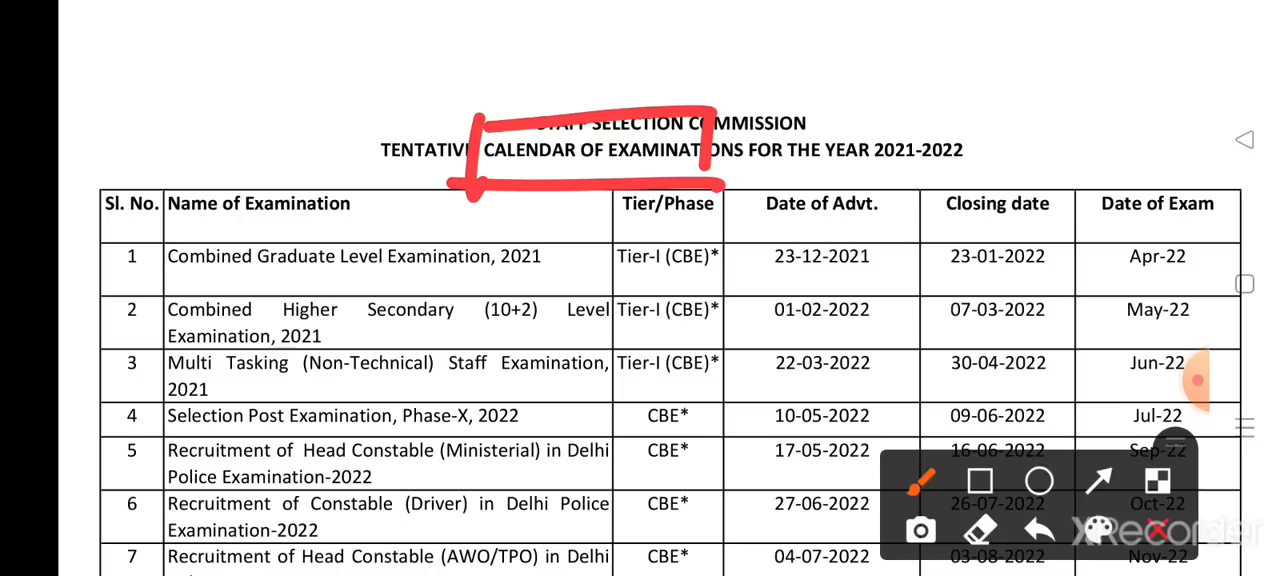 STAFF SELECTION COMMISSION
TENTATIVE CALENDAR OF EXAMINATIONS FOR THE YEAR 2021-2022
Sl. No. Name of Examination Tier/Phase Date of Advt. Closing date Date of Exam
1 Combined Graduate Level Examination, 2021 Tier-I (CBE)* 23-12-2021 23-01-2022 Apr-22
2 Combined Higher Secondary (10+2) Level Tier-I (CBE)* 01-02-2022 07-03-2022 May-22
Examination, 2021
3 Multi Tasking (Non-Technical) Staff Examination, Tier-I (CBE)* 22-03-2022 30-04-2022 Jun-22
2021
4 Selection Post Examination, Phase-X, 2022 CBE* 10-05-2022 09-06-2022 Jul-22
5 Recruitment of Head Constable (Ministerial) in Delhi CBE* 17-05-2022 16-06-2022 Sep-22
Police Examination-2022
6 Recruitment of Constable (Driver) in Delhi Police CBE* 27-06-2022 26-07-2022 Oct-22
Examination-2022
7 Recruitment of Head Constable (AWO/TPO) in Delhi CBE* 04-07-2022 03-08-2022 Nov-22
XRecorder